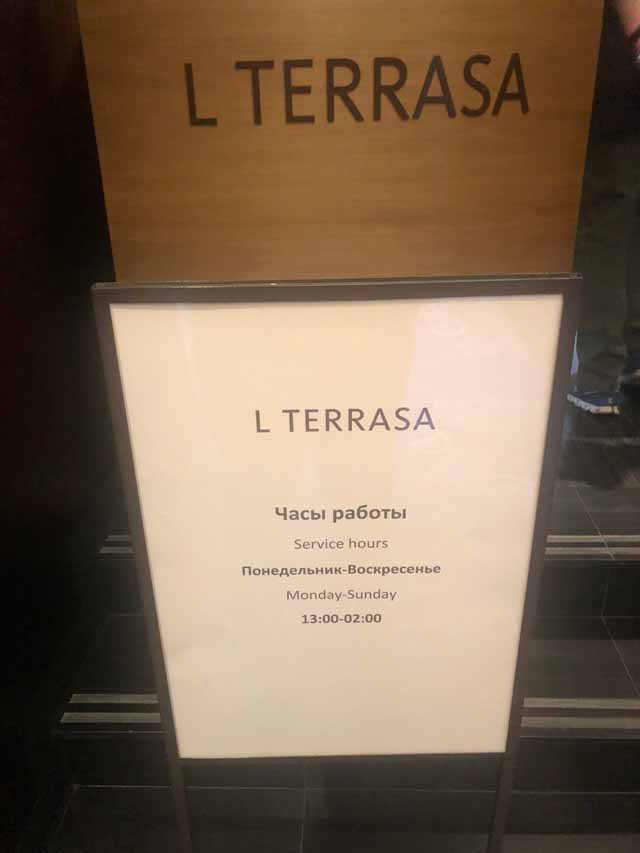 L TERRASA
L TERRASA
Часы работы
Service hours
Понедельник-Воскресенье
Monday-Sunday
13:00-02:00